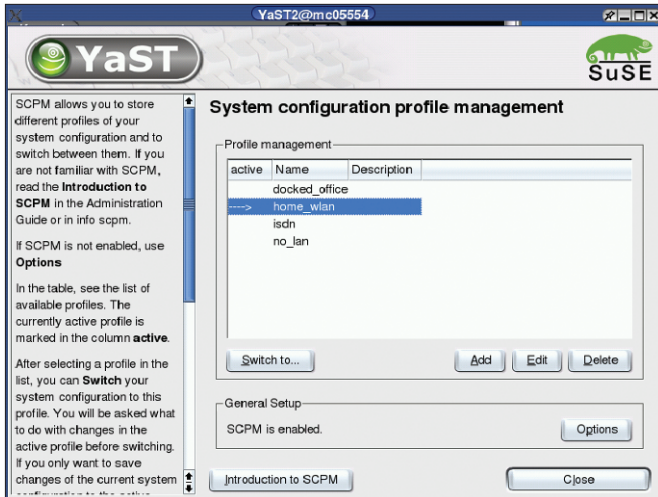 YaST2@mc05554
YaST
SuSE
SCPM allows you to store
different profiles of your
system configuration and to
switch between them. If you
are not familiar with SCPM,
read the Introduction to
SCPM in the Administration
Guide or in info scpm.
If SCPM is not enabled, use
Options
In the table, see the list of
available profiles. The
currently active profile is
marked in the column active.
After selecting a profile in the
list, you can Switch your
system configuration to this
profile. You will be asked what
to do with changes in the
active profile before switching.
If you only want to save
changes of the current system
System configuration profile management
Profile management
active Name Description
docked_office
----> home_wlan
isdn
no_lan
Switch to... Add Edit Delete
General Setup
SCPM is enabled. Options
Introduction to SCPM Close